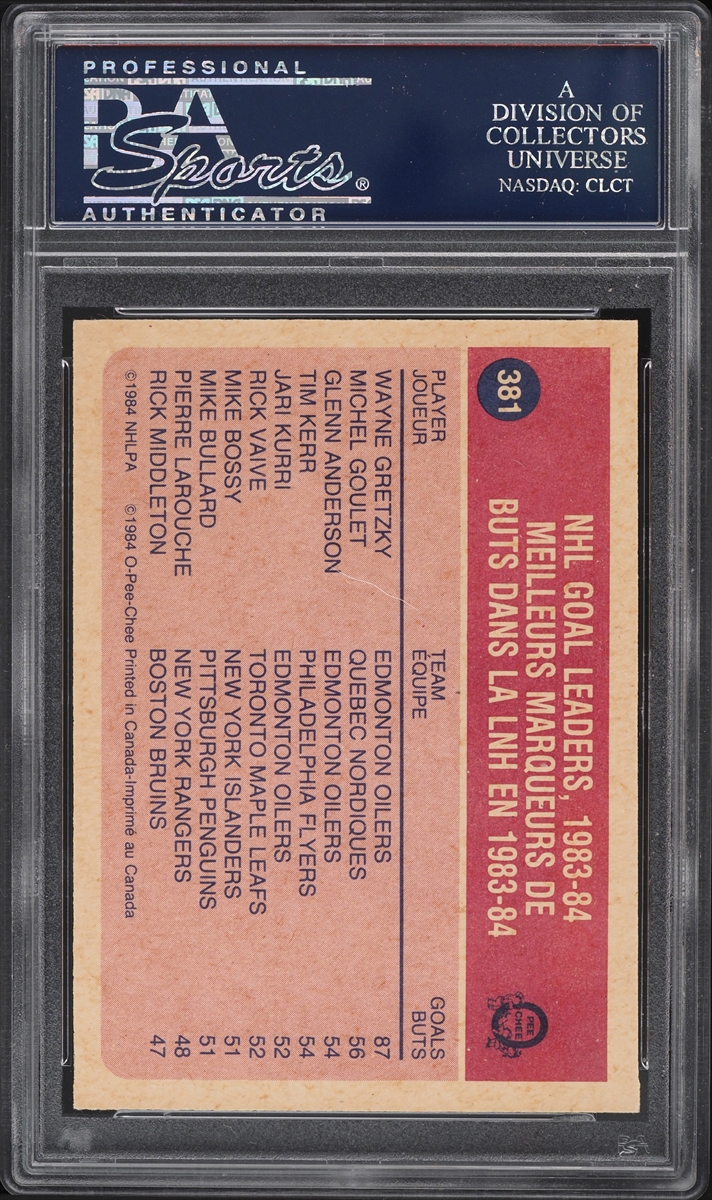 PROFESSIONAL
PSA
Sports®
AUTHENTICATOR
A
DIVISION OF
COLLECTORS
UNIVERSE
NASDAQ: CLCT
381
NHL GOAL LEADERS, 1983-84
MEILLEURS MARQUEURS DE
BUTS DANS LA LNH EN 1983-84
O
PEE
CHEE
PLAYER TEAM GOALS
JOUEUR ÉQUIPE BUTS
WAYNE GRETZKY EDMONTON OILERS 87
MICHEL GOULET QUEBEC NORDIQUES 56
GLENN ANDERSON EDMONTON OILERS 54
TIM KERR PHILADELPHIA FLYERS 54
JARI KURRI EDMONTON OILERS 52
RICK VAIVE TORONTO MAPLE LEAFS 52
MIKE BOSSY NEW YORK ISLANDERS 51
MIKE BULLARD PITTSBURGH PENGUINS 51
PIERRE LAROUCHE NEW YORK RANGERS 48
RICK MIDDLETON BOSTON BRUINS 47
©1984 NHLPA ©1984 O-Pee-Chee Printed in Canada-Imprimé au Canada